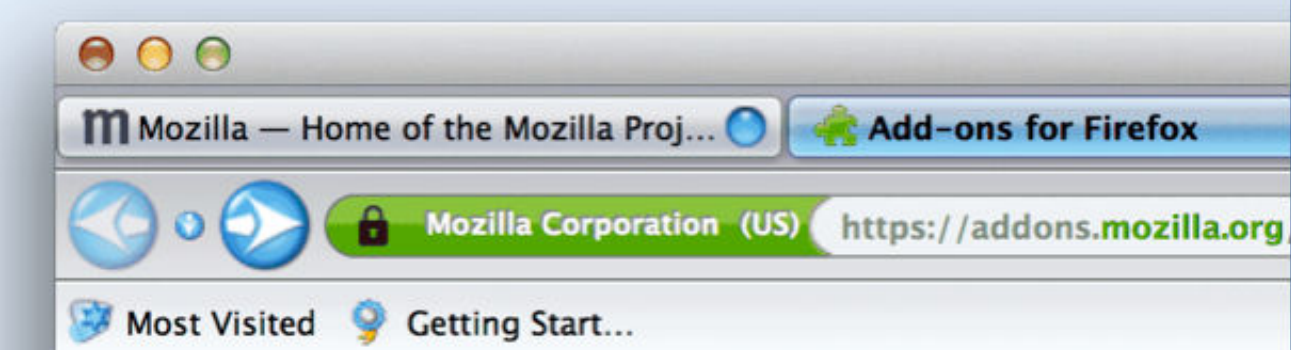 m Mozilla — Home of the Mozilla Proj... Add-ons for Firefox
Mozilla Corporation (US) https://addons.mozilla.org/
Most Visited Getting Start...